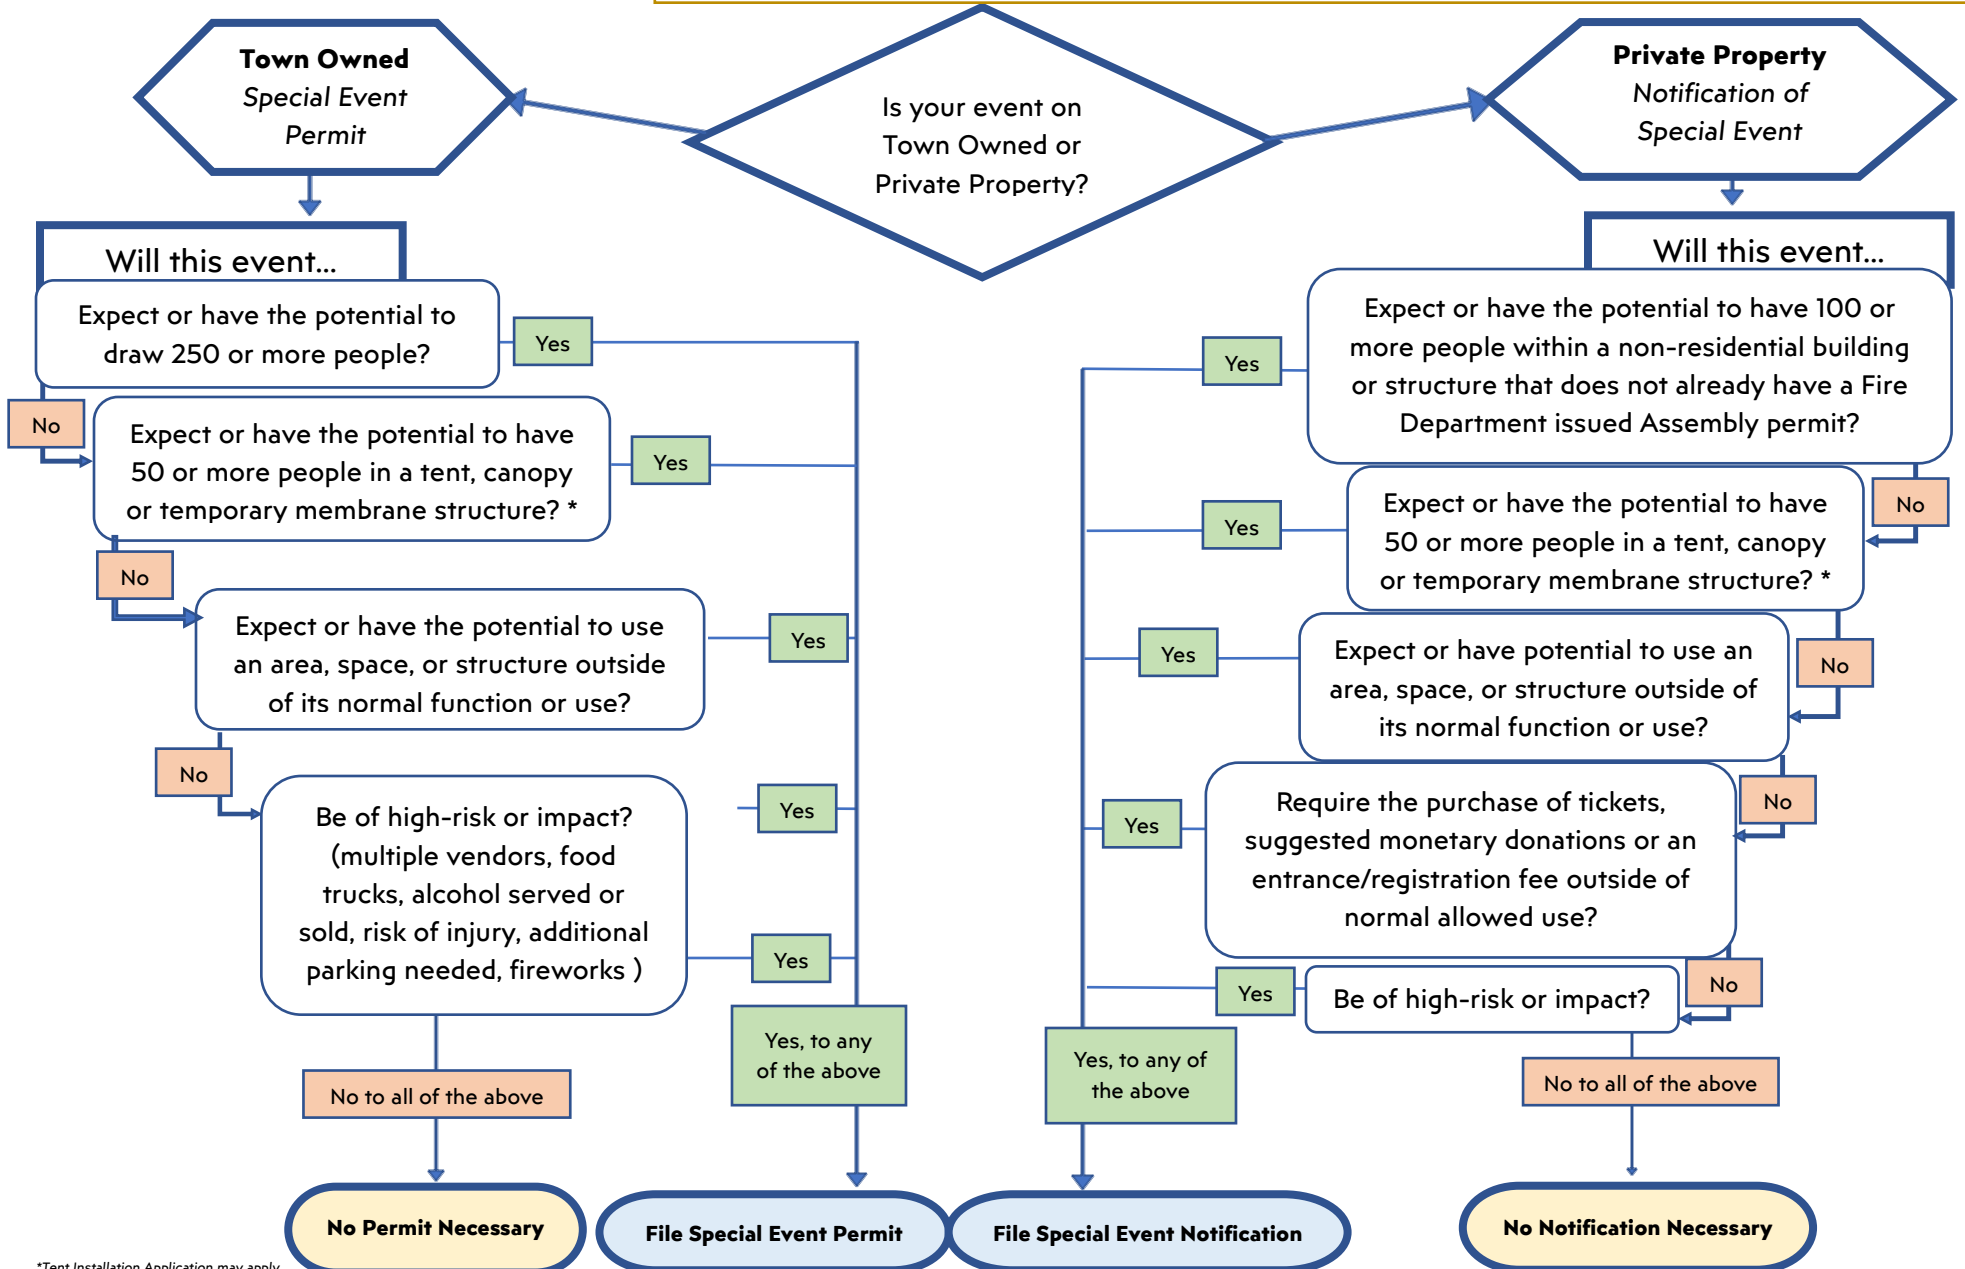 Is your event on
Town Owned or
Private Property?
Town Owned
Special Event
Permit
Will this event...
Expect or have the potential to
draw 250 or more people?
Yes
No
Expect or have the potential to have
50 or more people in a tent, canopy
or temporary membrane structure? *
Yes
No
Expect or have the potential to use
an area, space, or structure outside
of its normal function or use?
Yes
No
Yes
Be of high-risk or impact?
(multiple vendors, food
trucks, alcohol served or
sold, risk of injury, additional
parking needed, fireworks )
Yes
Yes, to any
of the above
No to all of the above
No Permit Necessary
File Special Event Permit
Private Property
Notification of
Special Event
Will this event...
Expect or have the potential to have 100 or
more people within a non-residential building
or structure that does not already have a Fire
Department issued Assembly permit?
Yes
No
Expect or have the potential to have
50 or more people in a tent, canopy
or temporary membrane structure? *
Yes
No
Expect or have potential to use an
area, space, or structure outside of
its normal function or use?
Yes
No
Require the purchase of tickets,
suggested monetary donations or an
entrance/registration fee outside of
normal allowed use?
Yes
No
Be of high-risk or impact?
Yes
Yes, to any of
the above
No to all of the above
File Special Event Notification
No Notification Necessary
*Tent Installation Application may apply